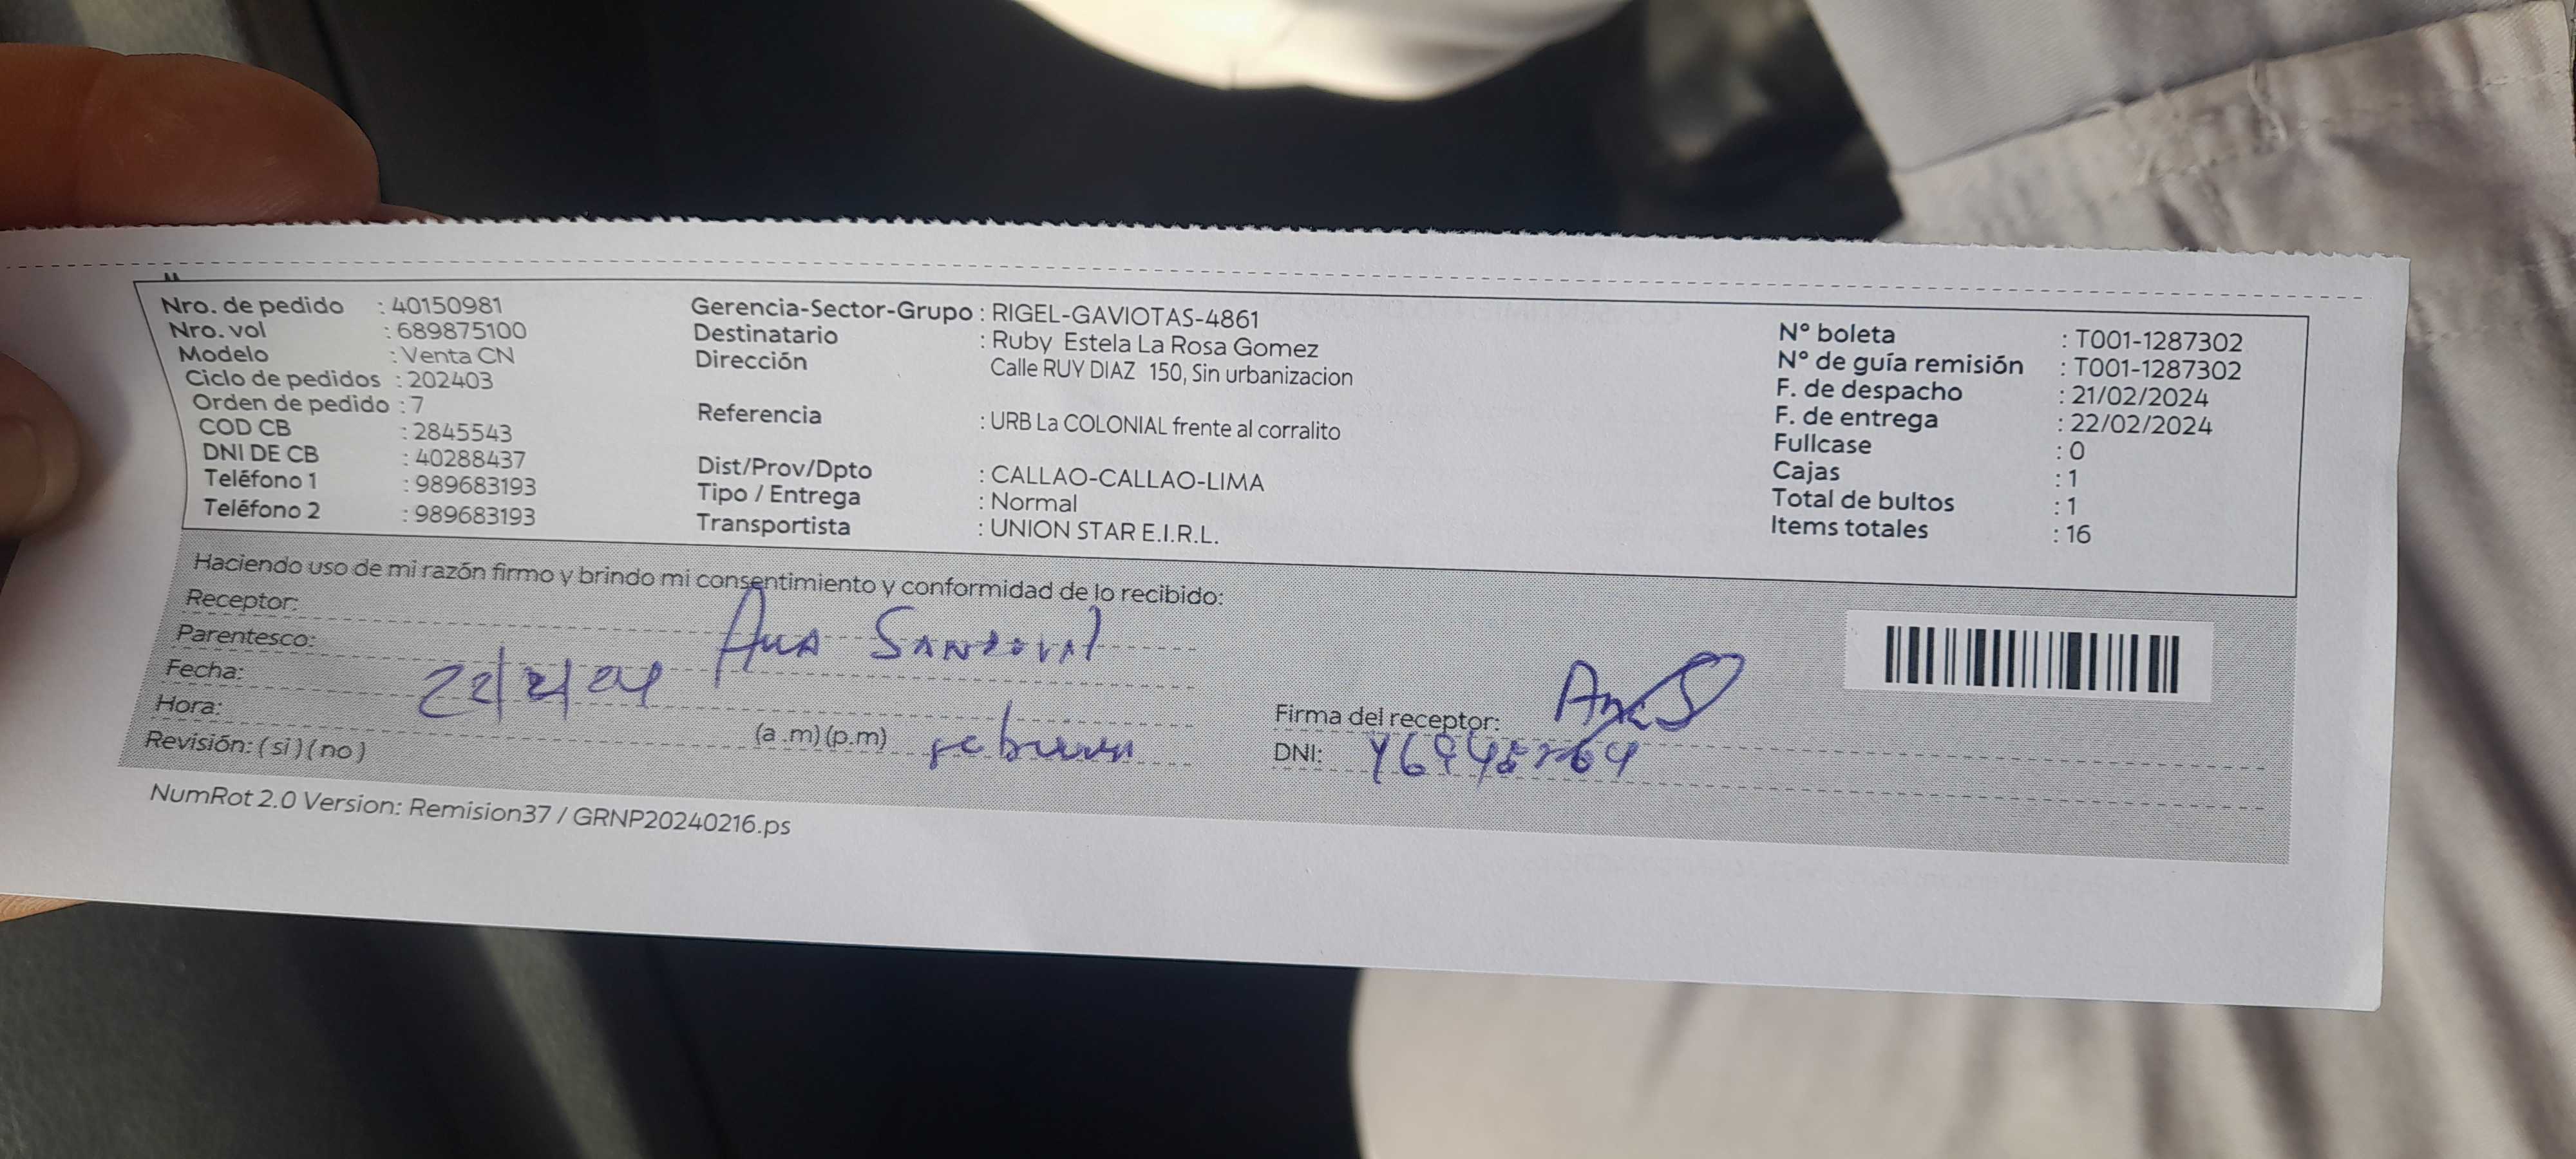 Nro. de pedido : 40150981
Nro. vol : 689875100
Modelo : Venta CN
Ciclo de pedidos : 202403
Orden de pedido : 7
COD CB : 2845543
DNI DE CB : 40288437
Teléfono 1 : 989683193
Teléfono 2 : 989683193
Gerencia-Sector-Grupo : RIGEL-GAVIOTAS-4861
Destinatario : Ruby Estela La Rosa Gomez
Dirección Calle RUY DIAZ 150, Sin urbanizacion
Referencia : URB La COLONIAL frente al corralito
Dist/Prov/Dpto : CALLAO-CALLAO-LIMA
Tipo / Entrega : Normal
Transportista : UNION STAR E.I.R.L.
N° boleta : T001-1287302
N° de guía remisión : T001-1287302
F. de despacho : 21/02/2024
F. de entrega : 22/02/2024
Fullcase : 0
Cajas : 1
Total de bultos : 1
Items totales : 16
Haciendo uso de mi razón firmo y brindo mi consentimiento y conformidad de lo recibido:
Receptor: Ana Sandoval
Parentesco:
Fecha: 22/2/24
Hora: (a .m) (p.m)
Revisión: ( si ) ( no )
Firma del receptor: Ana S
DNI:
NumRot 2.0 Version: Remision37 / GRNP20240216.ps